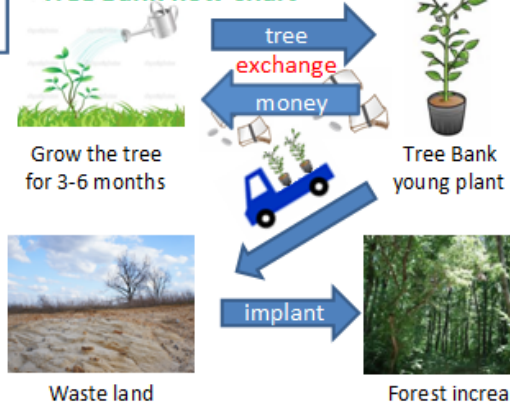 tree
exchange
money
Grow the tree
for 3-6 months
Tree Bank
young plant
implant
Waste land
Forest increa